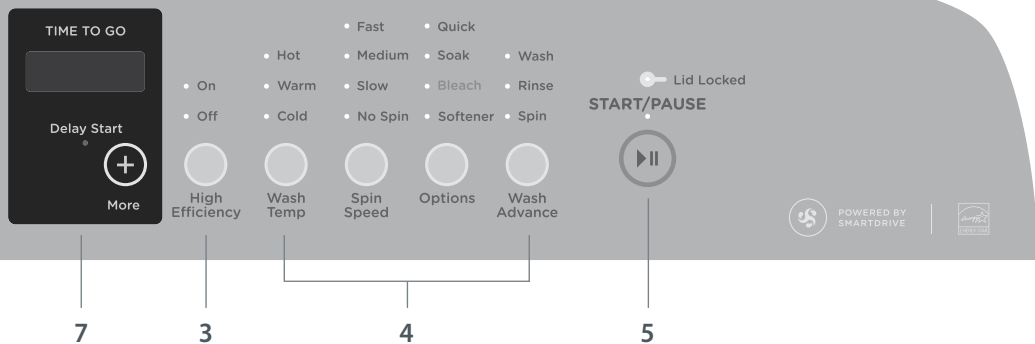 TIME TO GO
Delay Start
More
On
Off
High
Efficiency
Hot
Warm
Cold
Wash
Temp
Fast
Medium
Slow
No Spin
Spin
Speed
Quick
Soak
Bleach
Softener
Options
Wash
Rinse
Spin
Wash
Advance
Lid Locked
START/PAUSE
POWERED BY
SMARTDRIVE
ENERGY STAR
7
3
4
5